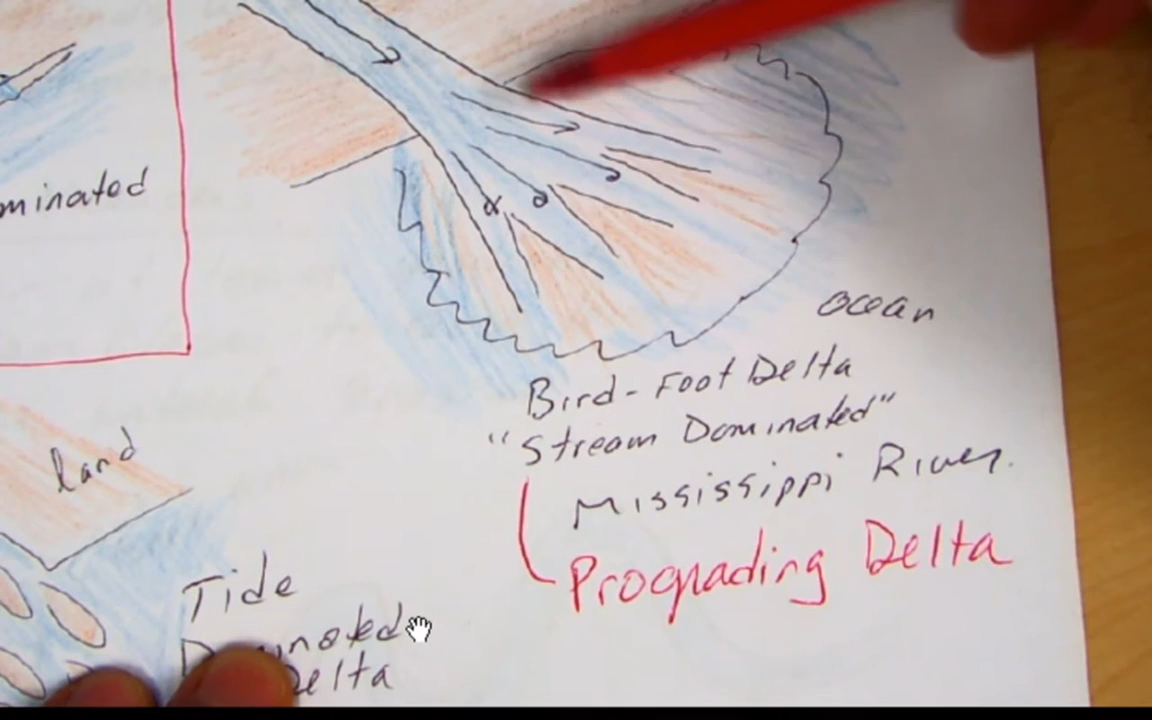 minated
ocean
Bird-Foot Delta
"Stream Dominated"
Mississippi River.
Prograding Delta
land
Tide
Delta